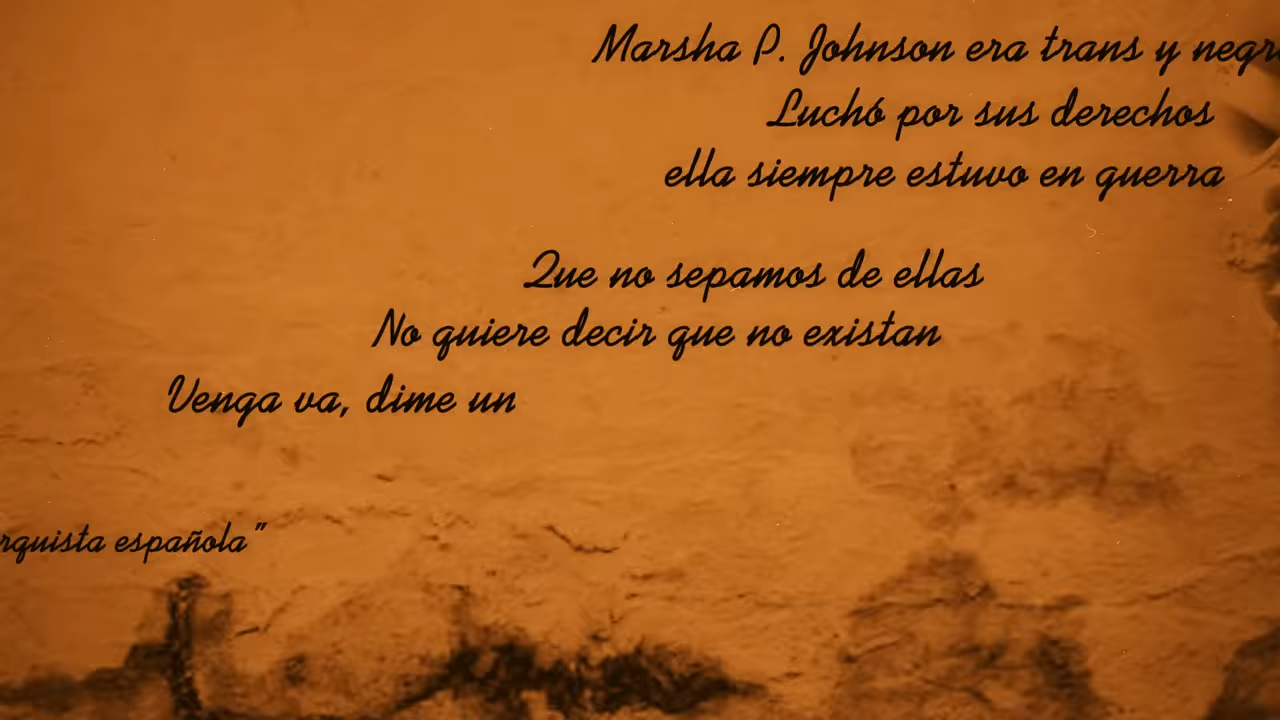 Marsha P. Johnson era trans y negr
Luchó por sus derechos
ella siempre estuvo en guerra
Que no sepamos de ellas
No quiere decir que no existan
Venga va, dime un
rquista española"